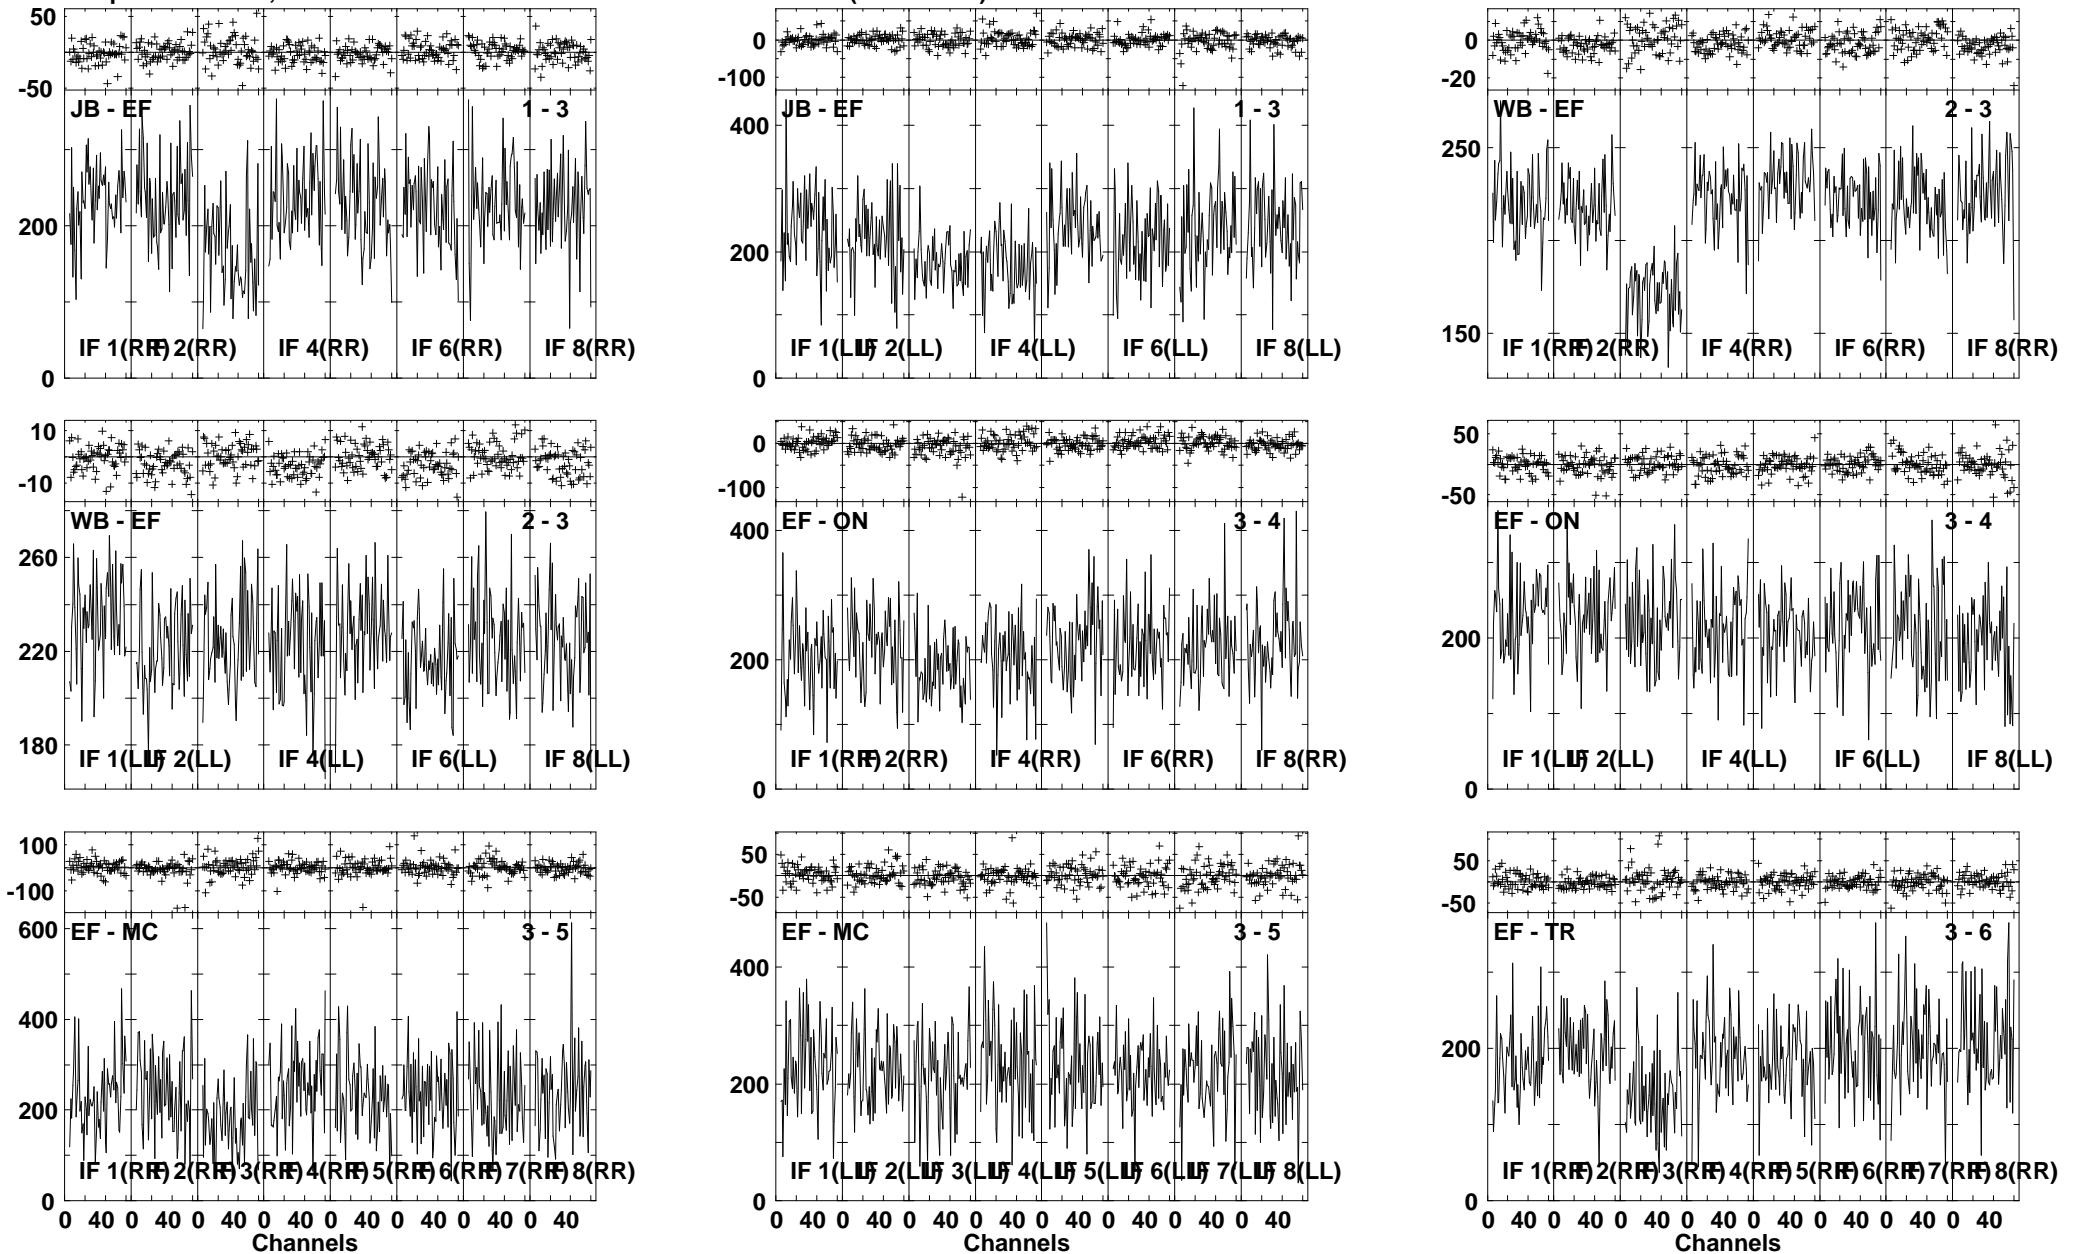 50
0
-50
JB - EF 1 - 3
200
0
IF 1(RR) IF 2(RR) IF 4(RR) IF 6(RR) IF 8(RR)
0
-100
JB - EF 1 - 3
400
200
0
IF 1(LL) IF 2(LL) IF 4(LL) IF 6(LL) IF 8(LL)
0
-20
WB - EF 2 - 3
250
150
IF 1(RR) IF 2(RR) IF 4(RR) IF 6(RR) IF 8(RR)
10
-10
WB - EF 2 - 3
260
220
180
IF 1(LL) IF 2(LL) IF 4(LL) IF 6(LL) IF 8(LL)
0
-100
EF - ON 3 - 4
400
200
0
IF 1(RR) IF 2(RR) IF 4(RR) IF 6(RR) IF 8(RR)
50
0
-50
EF - ON 3 - 4
200
0
IF 1(LL) IF 2(LL) IF 4(LL) IF 6(LL) IF 8(LL)
100
-100
EF - MC 3 - 5
600
400
200
0
IF 1(RR) IF 2(RR) IF 3(RR) IF 4(RR) IF 5(RR) IF 6(RR) IF 7(RR) IF 8(RR)
0 40 0 40 0 40 0 40 0 40 0 40 0 40 0 40
Channels
50
-50
EF - MC 3 - 5
400
200
0
IF 1(LL) IF 2(LL) IF 3(LL) IF 4(LL) IF 5(LL) IF 6(LL) IF 7(LL) IF 8(LL)
0 40 0 40 0 40 0 40 0 40 0 40 0 40 0 40
Channels
50
-50
EF - TR 3 - 6
200
0
IF 1(RR) IF 2(RR) IF 3(RR) IF 4(RR) IF 5(RR) IF 6(RR) IF 7(RR) IF 8(RR)
0 40 0 40 0 40 0 40 0 40 0 40 0 40 0 40
Channels